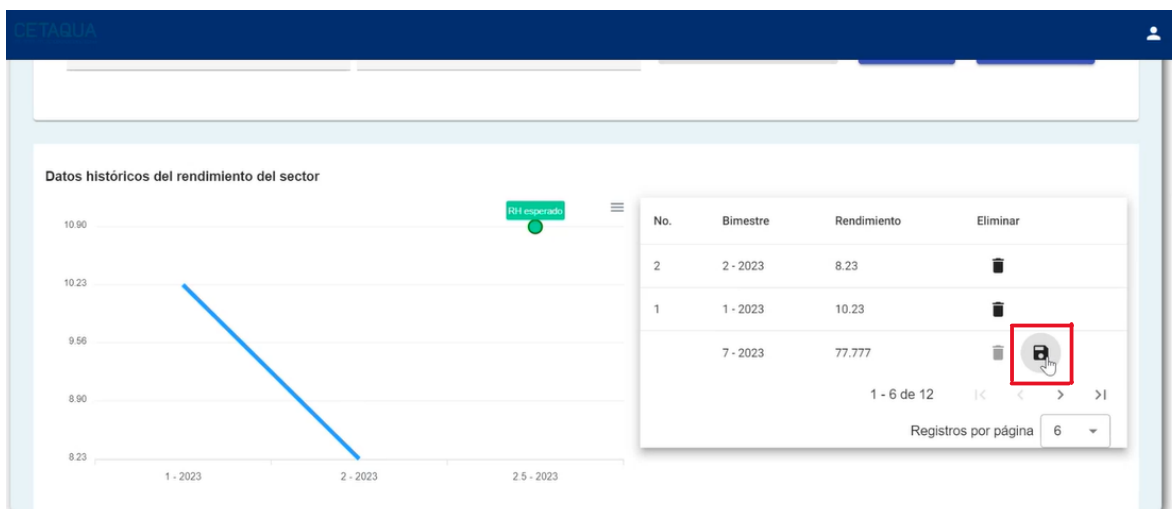 CETAQUA
Datos históricos del rendimiento del sector
RH esperado
10.90
10.23
9.56
8.90
8.23
1 - 2023
2 - 2023
2.5 - 2023
No. Bimestre Rendimiento Eliminar
2 2 - 2023 8.23
1 1 - 2023 10.23
7 - 2023 77.777
1 - 6 de 12
Registros por página 6